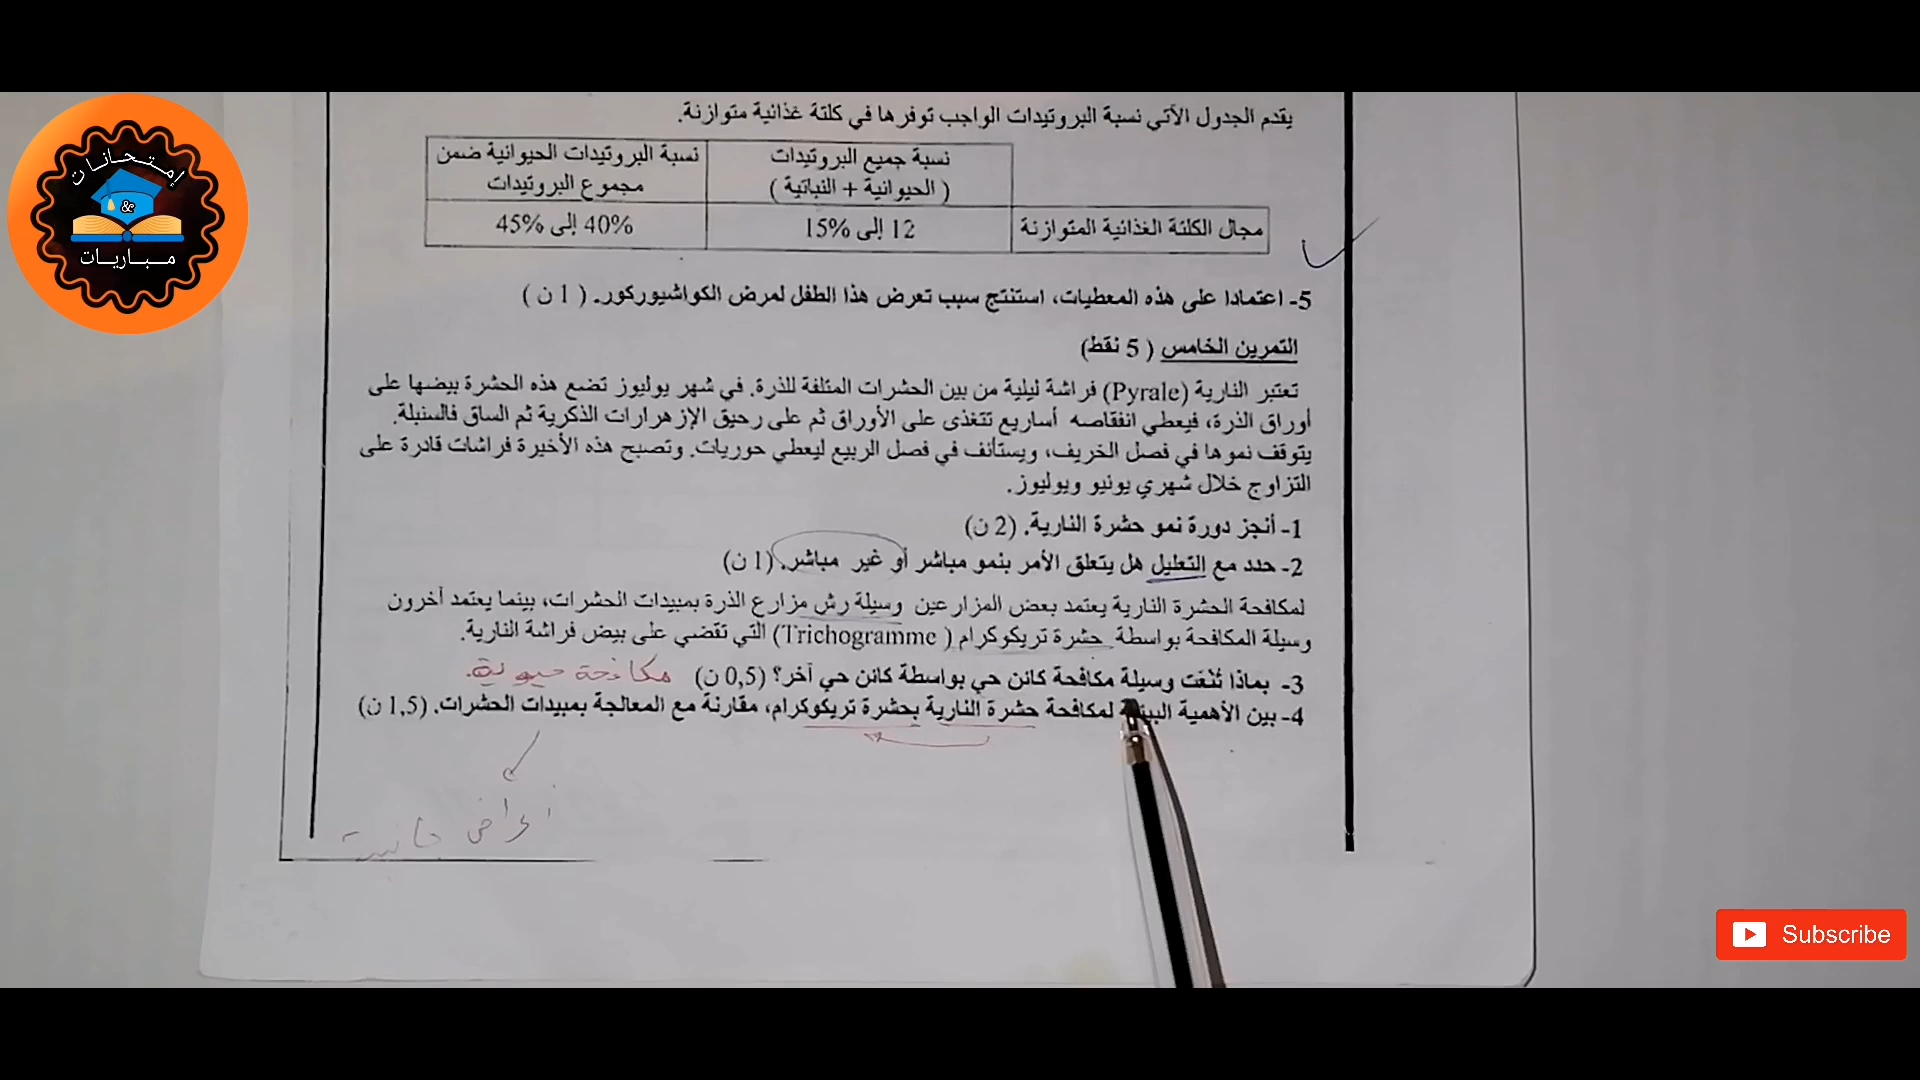 إمتحانات
&
مباريات
يقدم الجدول الآتي نسبة البروتيدات الواجب توفرها في كلتة غذائية متوازنة.
نسبة جميع البروتيدات
( الحيوانية + النباتية )
نسبة البروتيدات الحيوانية ضمن
مجموع البروتيدات
مجال الكلتة الغذائية المتوازنة
12 إلى 15%
40% إلى 45%
5- اعتمادا على هذه المعطيات، استنتج سبب تعرض هذا الطفل لمرض الكواشيوركور. ( 1 ن )
التمرين الخامس ( 5 نقط)
تعتبر النارية (Pyrale) فراشة ليلية من بين الحشرات المتلفة للذرة. في شهر يوليوز تضع هذه الحشرة بيضها على
أوراق الذرة، فيعطي انفقاصه أساريع تتغذى على الأوراق ثم على رحيق الإزهرارات الذكرية ثم الساق فالسنبلة.
يتوقف نموها في فصل الخريف، ويستأنف في فصل الربيع ليعطي حوريات. وتصبح هذه الأخيرة فراشات قادرة على
التزاوج خلال شهري يونيو ويوليوز.
1- أنجز دورة نمو حشرة النارية. (2 ن)
2- حدد مع التعليل هل يتعلق الأمر بنمو مباشر أو غير مباشر. (1 ن)
لمكافحة الحشرة النارية يعتمد بعض المزارعين وسيلة رش مزارع الذرة بمبيدات الحشرات، بينما يعتمد آخرون
وسيلة المكافحة بواسطة حشرة تريكوكرام ( Trichogramme) التي تقضي على بيض فراشة النارية.
3- بماذا تُنْعَت وسيلة مكافحة كائن حي بواسطة كائن حي آخر؟ (0,5 ن) مكافحة حيوية.
4- بين الأهمية لمكافحة حشرة النارية بحشرة تريكوكرام، مقارنة مع المعالجة بمبيدات الحشرات. (1,5 ن)
أعراض جانبية
Subscribe